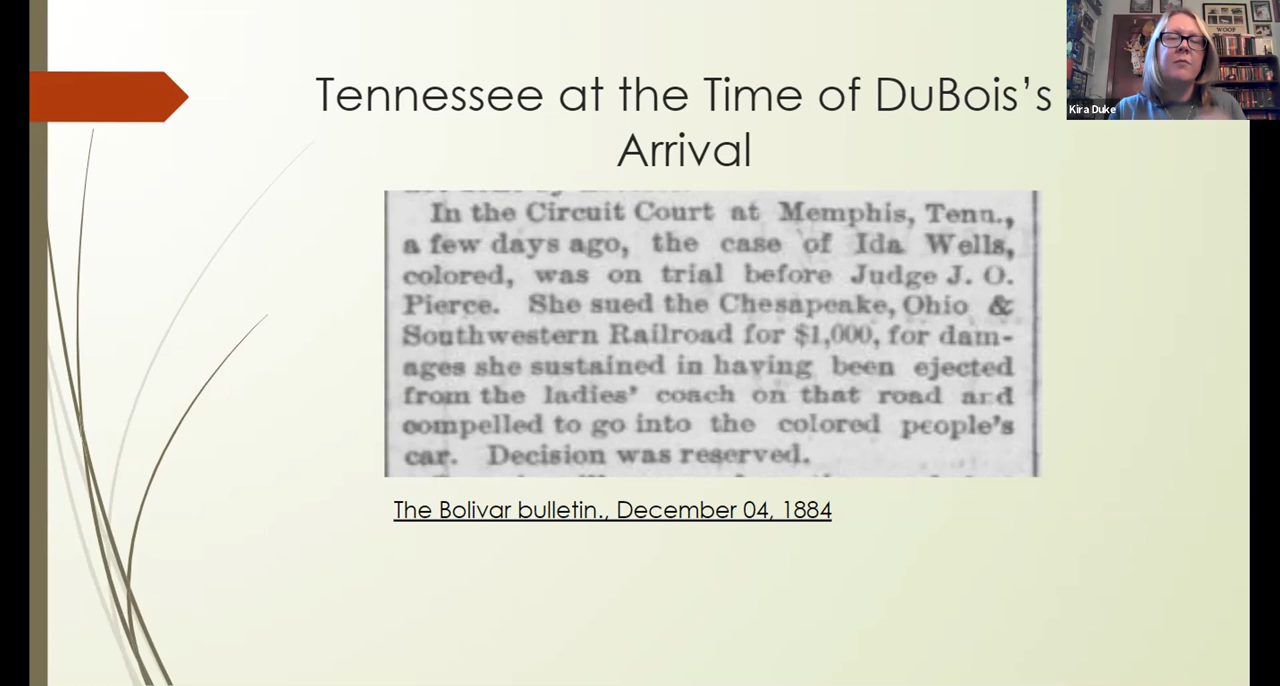 Tennessee at the Time of DuBois's
Arrival
Kira Duke
WOOF
In the Circuit Court at Memphis, Tenn.,
a few days ago, the case of Ida Wells,
colored, was on trial before Judge J. O.
Pierce. She sued the Chesapeake, Ohio &
Southwestern Railroad for $1,000, for dam-
ages she sustained in having been ejected
from the ladies' coach on that road and
compelled to go into the colored people's
car. Decision was reserved.
The Bolivar bulletin., December 04, 1884